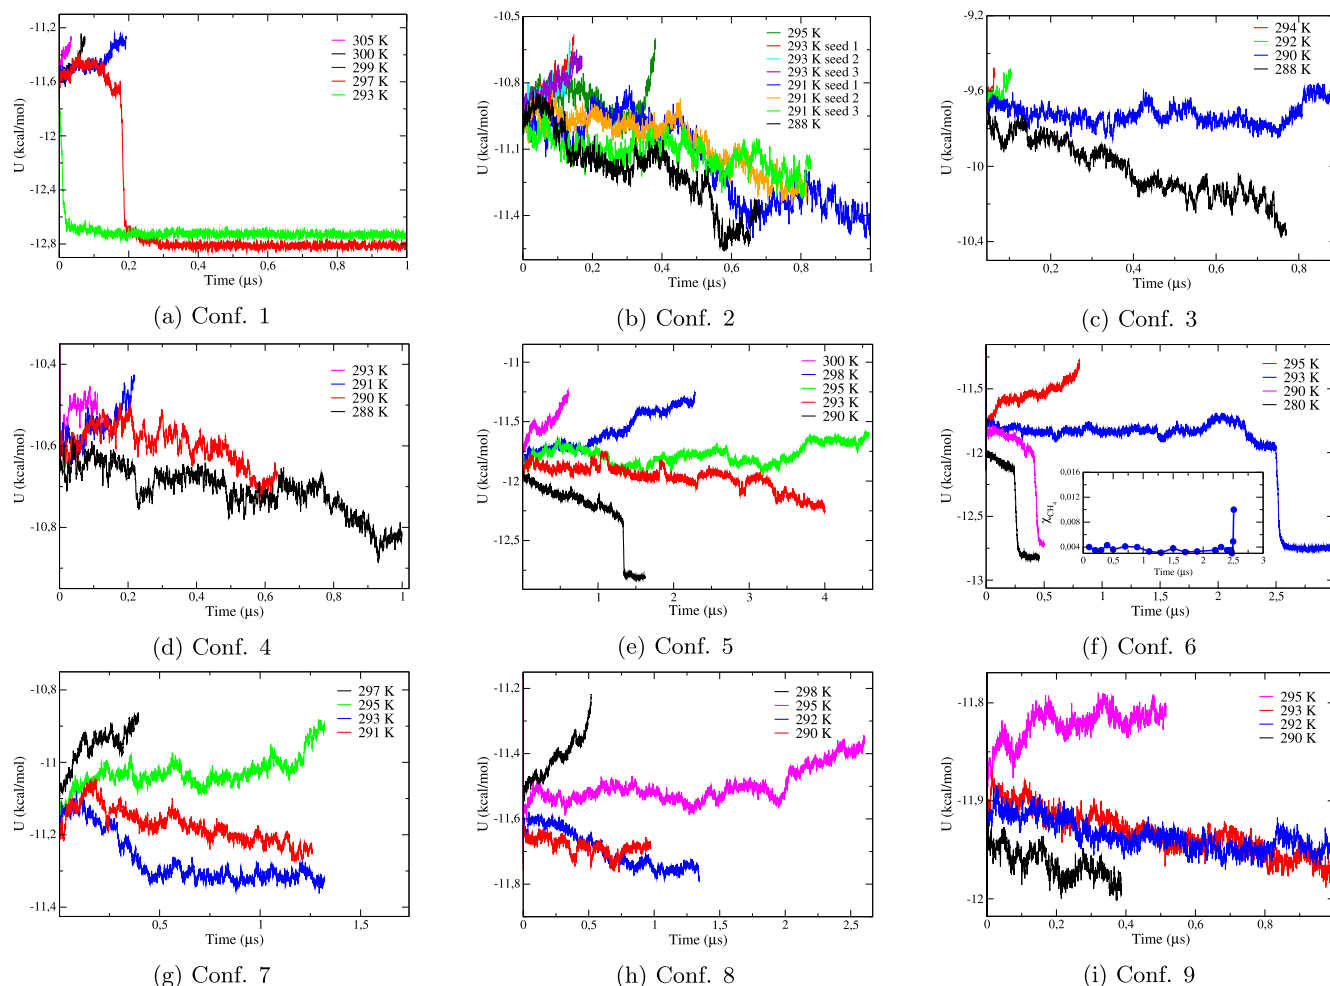 -11,2
-11,6
-12
-12,4
-12,8
U (kcal/mol)
305 K
300 K
299 K
297 K
293 K
0 0,2 0,4 0,6 0,8 1
Time (μs)
(a) Conf. 1
-10,5
-10,8
-11,1
-11,4
U (kcal/mol)
295 K
293 K seed 1
293 K seed 2
293 K seed 3
291 K seed 1
291 K seed 2
291 K seed 3
288 K
0 0,2 0,4 0,6 0,8 1
Time (μs)
(b) Conf. 2
-9,2
-9,6
-10
-10,4
U (kcal/mol)
294 K
292 K
290 K
288 K
0,2 0,4 0,6 0,8
Time (μs)
(c) Conf. 3
-10,4
-10,6
-10,8
U (kcal/mol)
293 K
291 K
290 K
288 K
0 0,2 0,4 0,6 0,8 1
Time (μs)
(d) Conf. 4
-11
-11,5
-12
-12,5
U (kcal/mol)
300 K
298 K
295 K
293 K
290 K
1 2 3 4
Time (μs)
(e) Conf. 5
-11,5
-12
-12,5
-13
U (kcal/mol)
295 K
293 K
290 K
280 K
0,016
0,012
0,008
0,004
χCH4
0 0,5 1 1,5 2 2,5 3
Time (μs)
0 0,5 1 1,5 2 2,5
Time (μs)
(f) Conf. 6
-10,8
-11
-11,2
-11,4
U (kcal/mol)
297 K
295 K
293 K
291 K
0,5 1 1,5
Time (μs)
(g) Conf. 7
-11,2
-11,4
-11,6
-11,8
U (kcal/mol)
298 K
295 K
292 K
290 K
0 0,5 1 1,5 2 2,5
Time (μs)
(h) Conf. 8
-11,8
-11,9
-12
U (kcal/mol)
295 K
293 K
292 K
290 K
0 0,2 0,4 0,6 0,8
Time (μs)
(i) Conf. 9